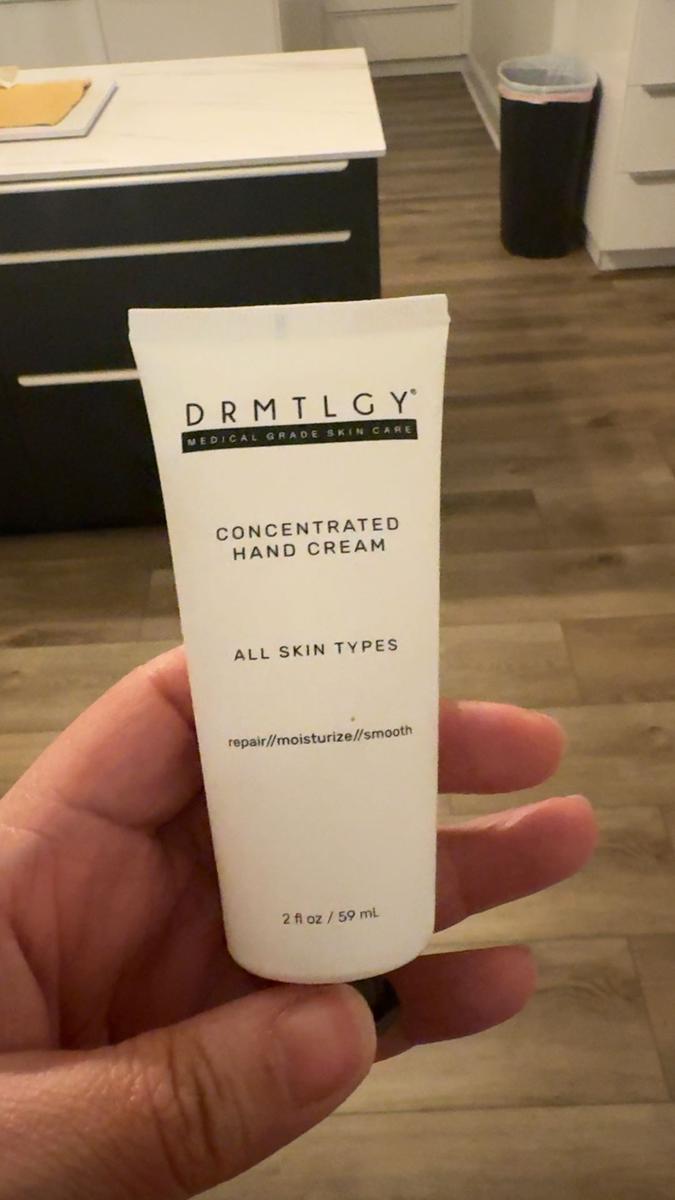 DRMTLGY®
MEDICAL GRADE SKIN CARE
CONCENTRATED
HAND CREAM
ALL SKIN TYPES
repair//moisturize//smooth
2 fl oz / 59 mL